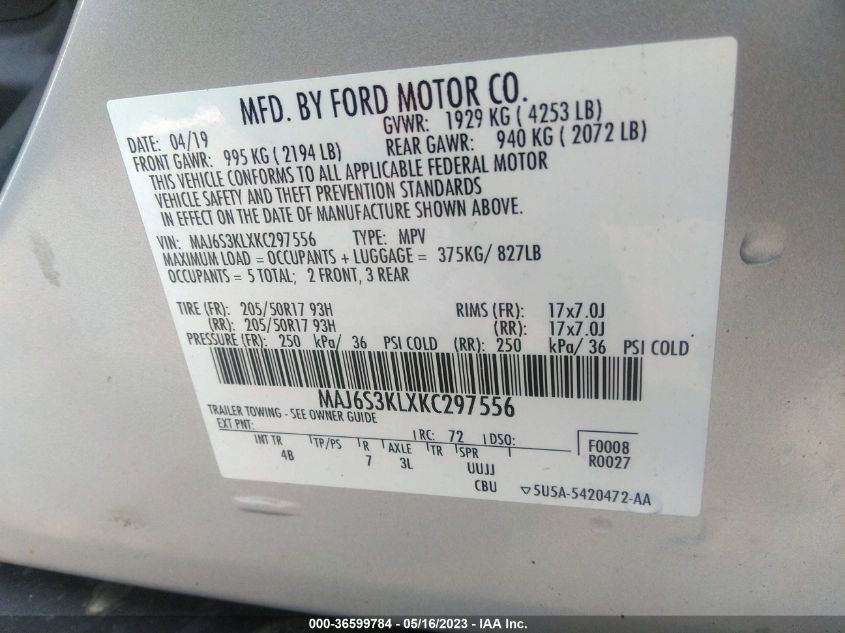 MFD. BY FORD MOTOR CO.
DATE: 04/19 GVWR: 1929 KG ( 4253 LB)
FRONT GAWR: 995 KG ( 2194 LB) REAR GAWR: 940 KG ( 2072 LB)
THIS VEHICLE CONFORMS TO ALL APPLICABLE FEDERAL MOTOR
VEHICLE SAFETY AND THEFT PREVENTION STANDARDS
IN EFFECT ON THE DATE OF MANUFACTURE SHOWN ABOVE.
VIN: MAJ6S3KLXKC297556 TYPE: MPV
MAXIMUM LOAD = OCCUPANTS + LUGGAGE = 375KG/ 827LB
OCCUPANTS = 5 TOTAL; 2 FRONT, 3 REAR
TIRE (FR): 205/50R17 93H RIMS (FR): 17x7.0J
(RR): 205/50R17 93H (RR): 17x7.0J
PRESSURE (FR): 250 kPa/ 36 PSI COLD (RR): 250 kPa/ 36 PSI COLD
MAJ6S3KLXKC297556
TRAILER TOWING - SEE OWNER GUIDE
EXT PNT: RC: 72 DSO: F0008
INT TR TP/PS R AXLE TR SPR R0027
4B 7 3L UUJJ
CBU ▽5U5A-5420472-AA
000-36599784 — 05/16/2023 — IAA Inc.